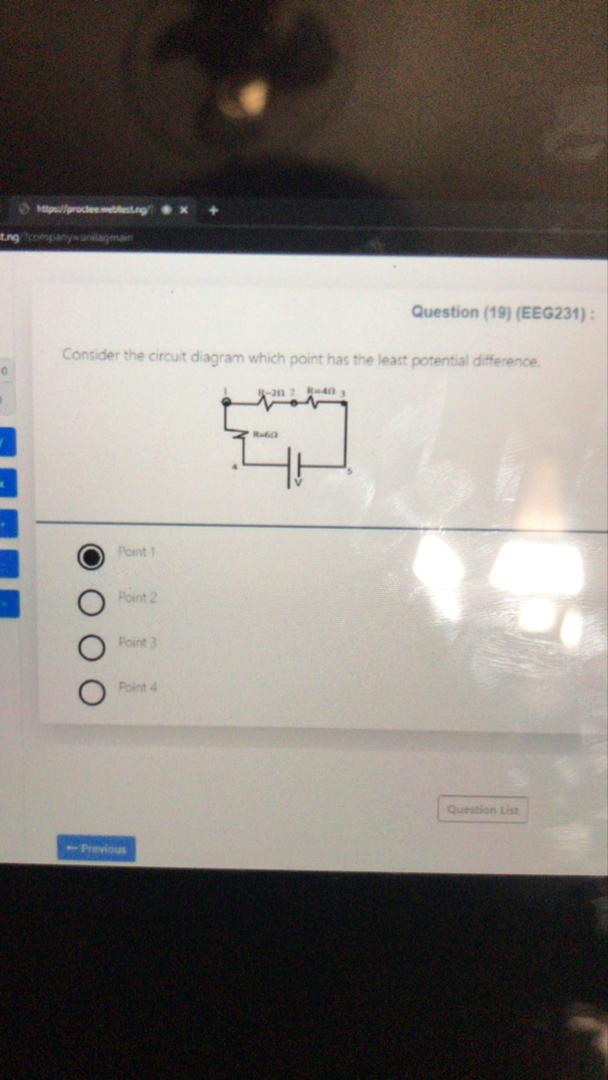 https://proctee.webtest.ng/
t.ng/?company=unilagmain
Question (19) (EEG231) :
Consider the circuit diagram which point has the least potential difference.
1 R=2Ω 2 R=4Ω 3
R=6Ω
4 5
V
Point 1
Point 2
Point 3
Point 4
Question List
←Previous